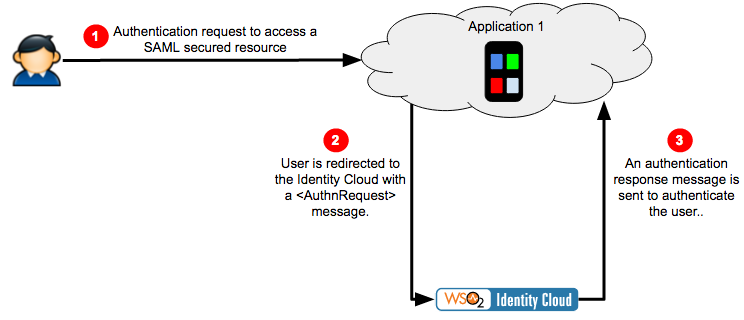 1
Authentication request to access a
SAML secured resource
Application 1
2
User is redirected to
the Identity Cloud with
a <AuthnRequest>
message.
3
An authentication
response message is
sent to authenticate
the user..
WSO2 Identity Cloud